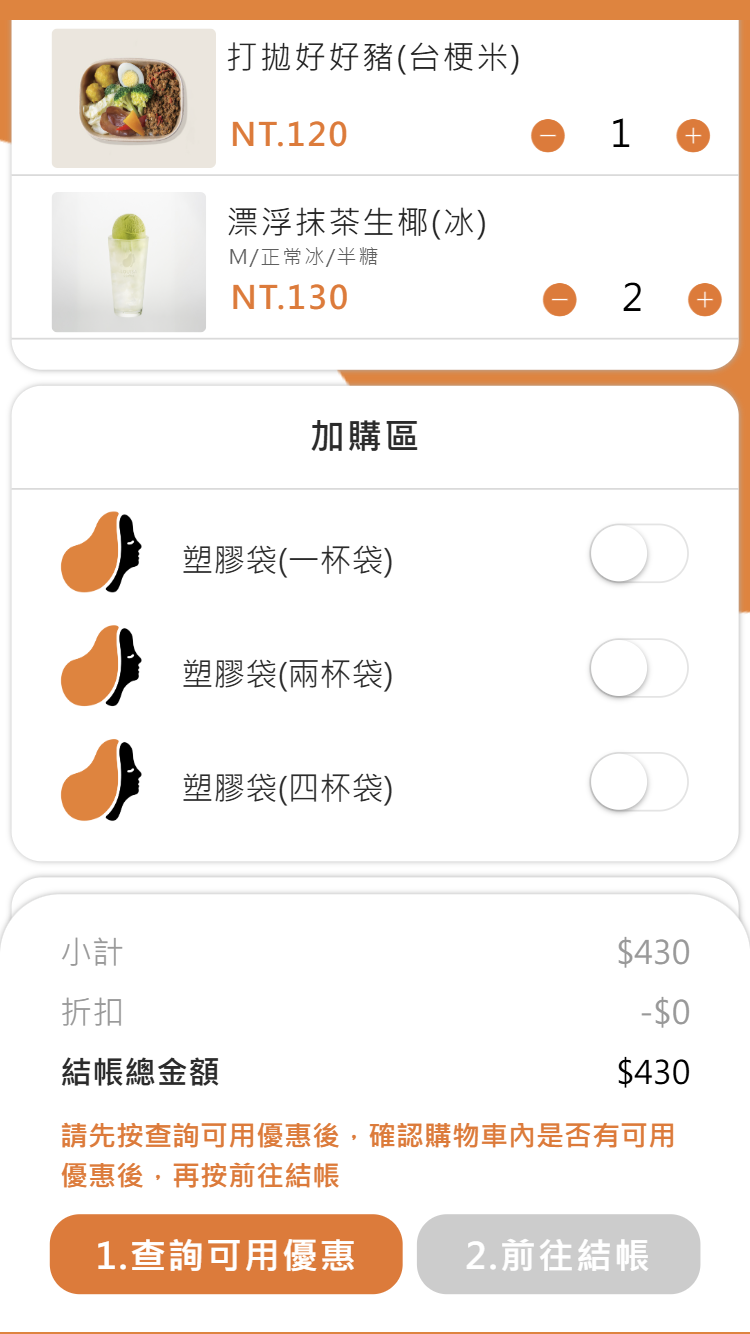 打拋好好豬(台梗米)
NT.120
1
漂浮抹茶生椰(冰)
M/正常冰/半糖
NT.130
2
加購區
塑膠袋(一杯袋)
塑膠袋(兩杯袋)
塑膠袋(四杯袋)
小計 $430
折扣 -$0
結帳總金額 $430
請先按查詢可用優惠後，確認購物車內是否有可用
優惠後，再按前往結帳
1.查詢可用優惠
2.前往結帳